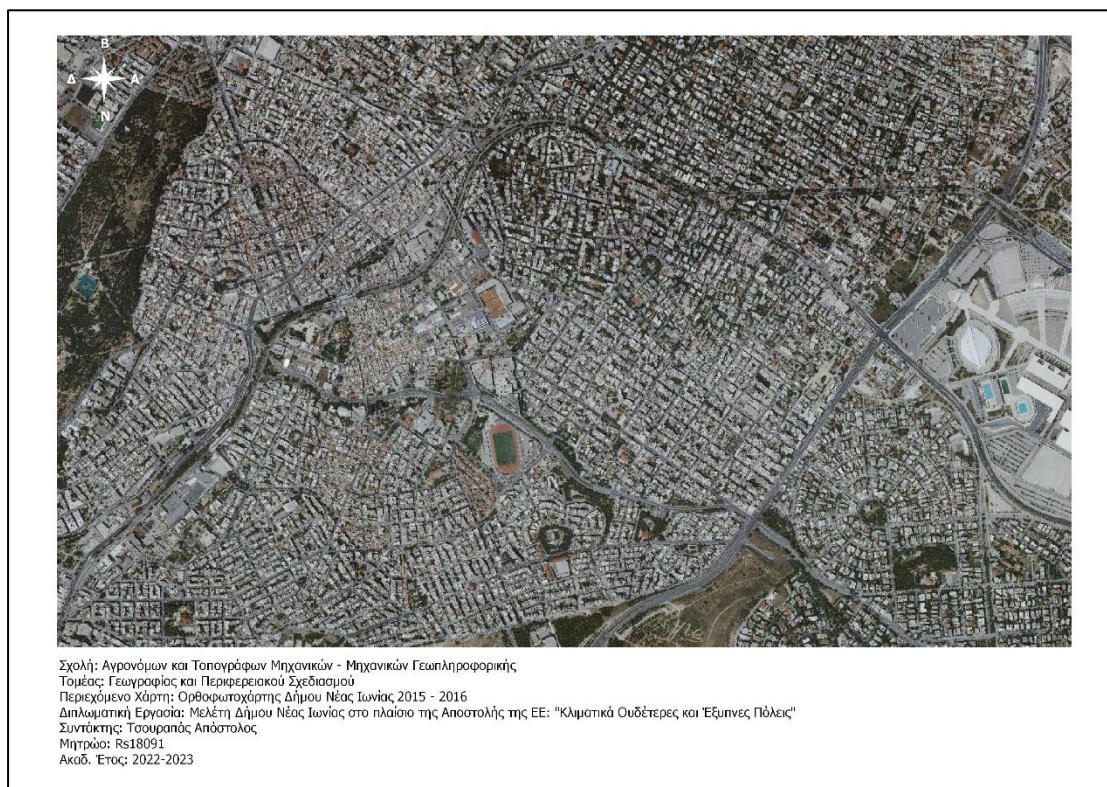 Β
Δ Α
Ν
Σχολή: Αγρονόμων και Τοπογράφων Μηχανικών - Μηχανικών Γεωπληροφορικής
Τομέας: Γεωγραφίας και Περιφερειακού Σχεδιασμού
Περιεχόμενο Χάρτη: Ορθοφωτοχάρτης Δήμου Νέας Ιωνίας 2015 - 2016
Διπλωματική Εργασία: Μελέτη Δήμου Νέας Ιωνίας στο πλαίσιο της Αποστολής της ΕΕ: "Κλιματικά Ουδέτερες και Έξυπνες Πόλεις"
Συντάκτης: Τσουραπάς Απόστολος
Μητρώο: Rs18091
Ακαδ. Έτος: 2022-2023